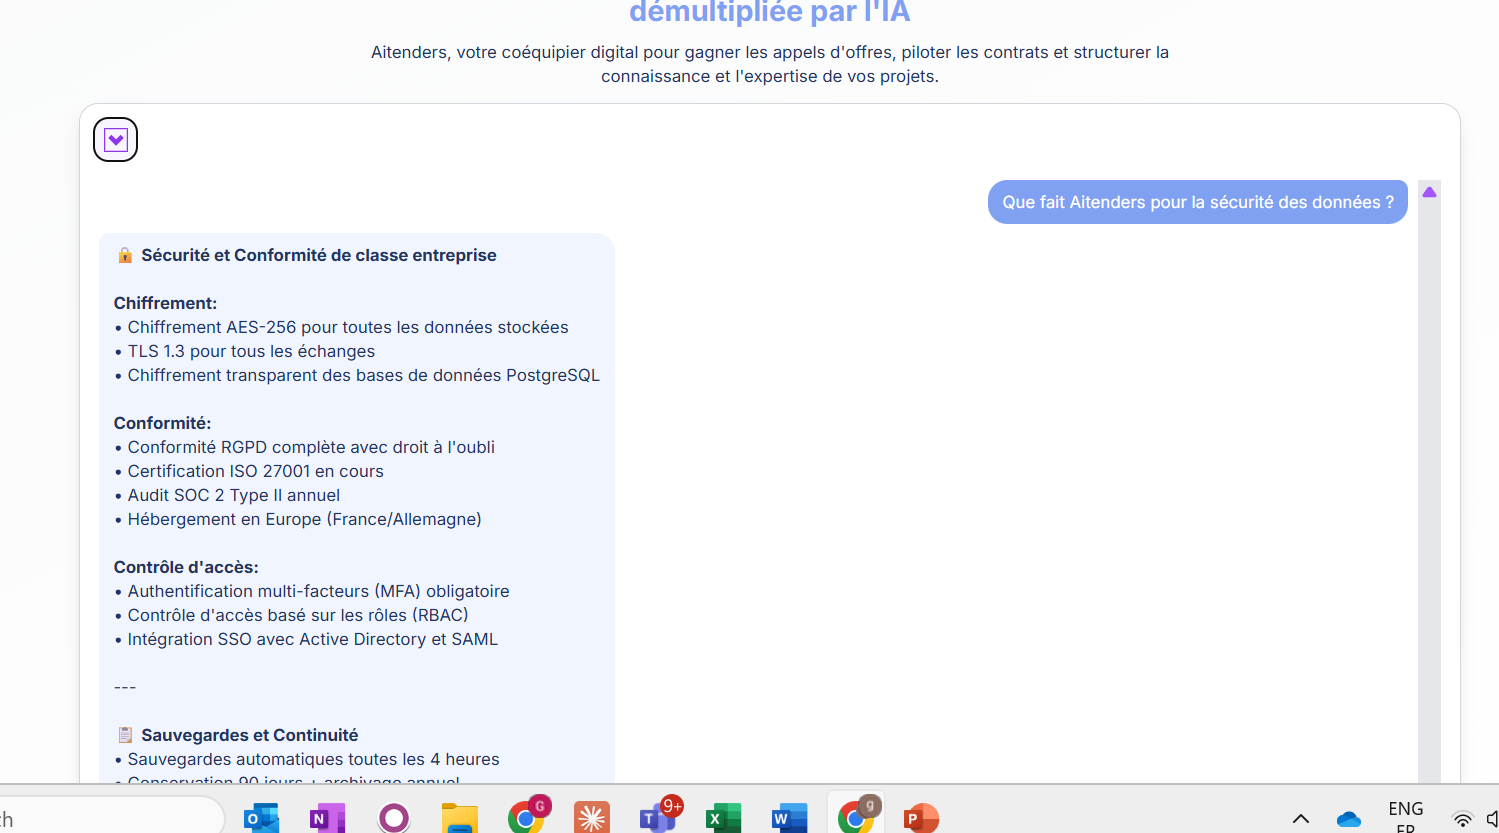 démultipliée par l'IA
Aitenders, votre coéquipier digital pour gagner les appels d'offres, piloter les contrats et structurer la
connaissance et l'expertise de vos projets.
Que fait Aitenders pour la sécurité des données ?
🔒 Sécurité et Conformité de classe entreprise
Chiffrement:
• Chiffrement AES-256 pour toutes les données stockées
• TLS 1.3 pour tous les échanges
• Chiffrement transparent des bases de données PostgreSQL
Conformité:
• Conformité RGPD complète avec droit à l'oubli
• Certification ISO 27001 en cours
• Audit SOC 2 Type II annuel
• Hébergement en Europe (France/Allemagne)
Contrôle d'accès:
• Authentification multi-facteurs (MFA) obligatoire
• Contrôle d'accès basé sur les rôles (RBAC)
• Intégration SSO avec Active Directory et SAML
---
📋 Sauvegardes et Continuité
• Sauvegardes automatiques toutes les 4 heures
• Conservation 90 jours + archivage annuel
ch
O
N
G
T
9+
X
W
g
P
ENG
FR